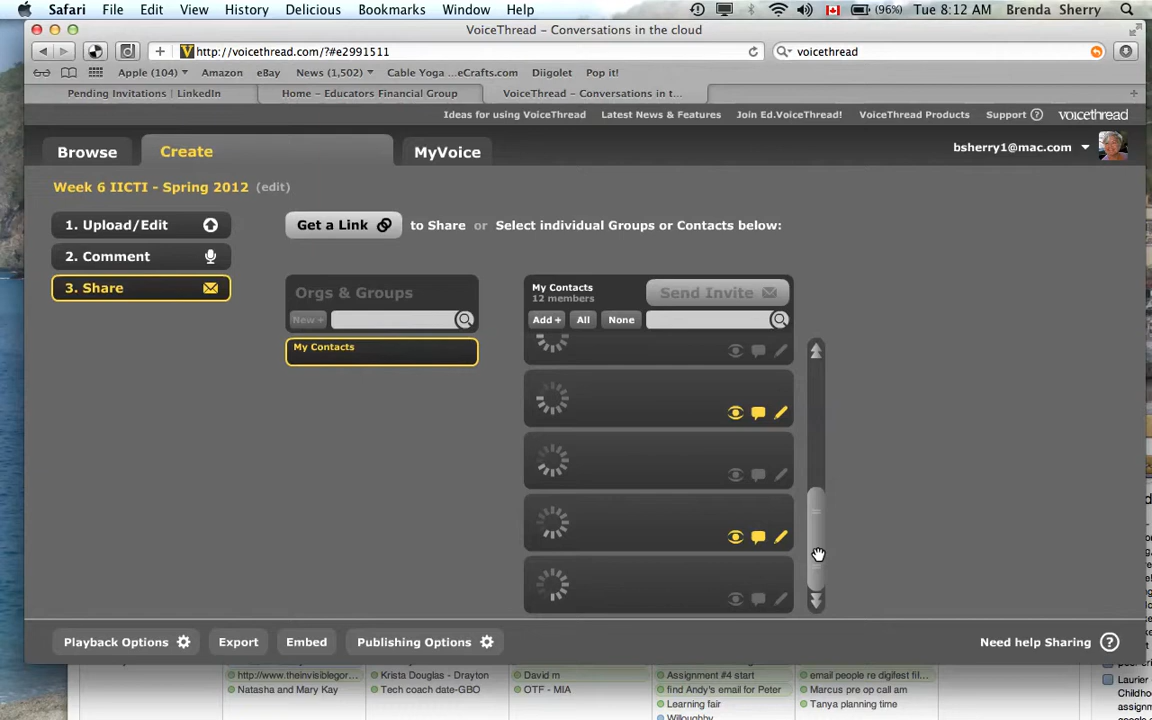 Safari File Edit View History Delicious Bookmarks Window Help (96%) Tue 8:12 AM Brenda Sherry
VoiceThread – Conversations in the cloud
http://voicethread.com/?#e2991511
voicethread
Apple (104) Amazon eBay News (1,502) Cable Yoga ...eCrafts.com Diigolet Pop it!
Pending Invitations | LinkedIn
Home – Educators Financial Group
VoiceThread – Conversations in t...
Ideas for using VoiceThread Latest News & Features Join Ed.VoiceThread! VoiceThread Products Support ? voicethread
Browse Create MyVoice
bsherry1@mac.com
Week 6 IICTI - Spring 2012 (edit)
1. Upload/Edit
2. Comment
3. Share
Get a Link to Share or Select individual Groups or Contacts below:
Orgs & Groups
New +
My Contacts
My Contacts
12 members
Send Invite
Add + All None
Playback Options Export Embed Publishing Options
Need help Sharing ?
http://www.theinvisiblegor... Krista Douglas - Drayton David m Assignment #4 start email people re digifest fil...
Natasha and Mary Kay Tech coach date-GBO OTF - MIA find Andy's email for Peter Marcus pre op call am
Learning fair Tanya planning time
Willoughby
Laurier
Childhoo
assignm